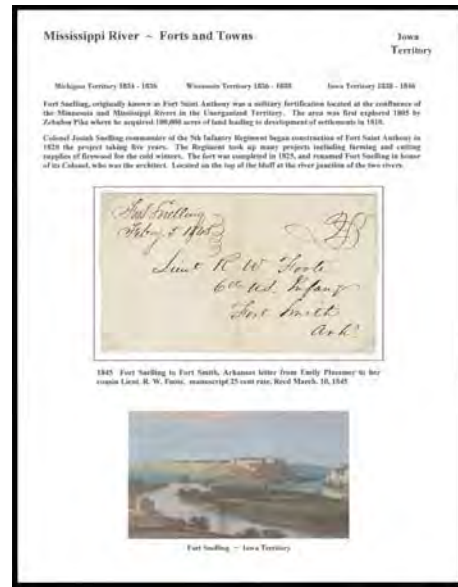 Mississippi River ~ Forts and Towns
Iowa
Territory
Michigan Territory 1834 - 1836 Wisconsin Territory 1836 - 1838 Iowa Territory 1838 - 1846
Fort Snelling, originally known as Fort Saint Anthony was a military fortification located at the confluence of
the Minnesota and Mississippi Rivers in the Unorganized Territory. The area was first explored 1805 by
Zebulon Pike where he acquired 100,000 acres of land leading to development of settlements in 1819.
Colonel Josiah Snelling commander of the 5th Infantry Regiment began construction of Fort Saint Anthony in
1820 the project taking five years. The Regiment took up many projects including farming and cutting
supplies of firewood for the cold winters. The fort was completed in 1825, and renamed Fort Snelling in honor
of its Colonel, who was the architect. Located on the top of the bluff at the river junction of the two rivers.
Fort Snelling
Feby. 5 1845
25
Lieut R W Foote
6th U.S. Infany
Fort Smith
Ark.
1845 Fort Snelling to Fort Smith, Arkansas letter from Emily Plummer to her
cousin Lieut. R. W. Foote, manuscript 25 cent rate, Recd March. 10, 1845
Fort Snelling ~ Iowa Territory